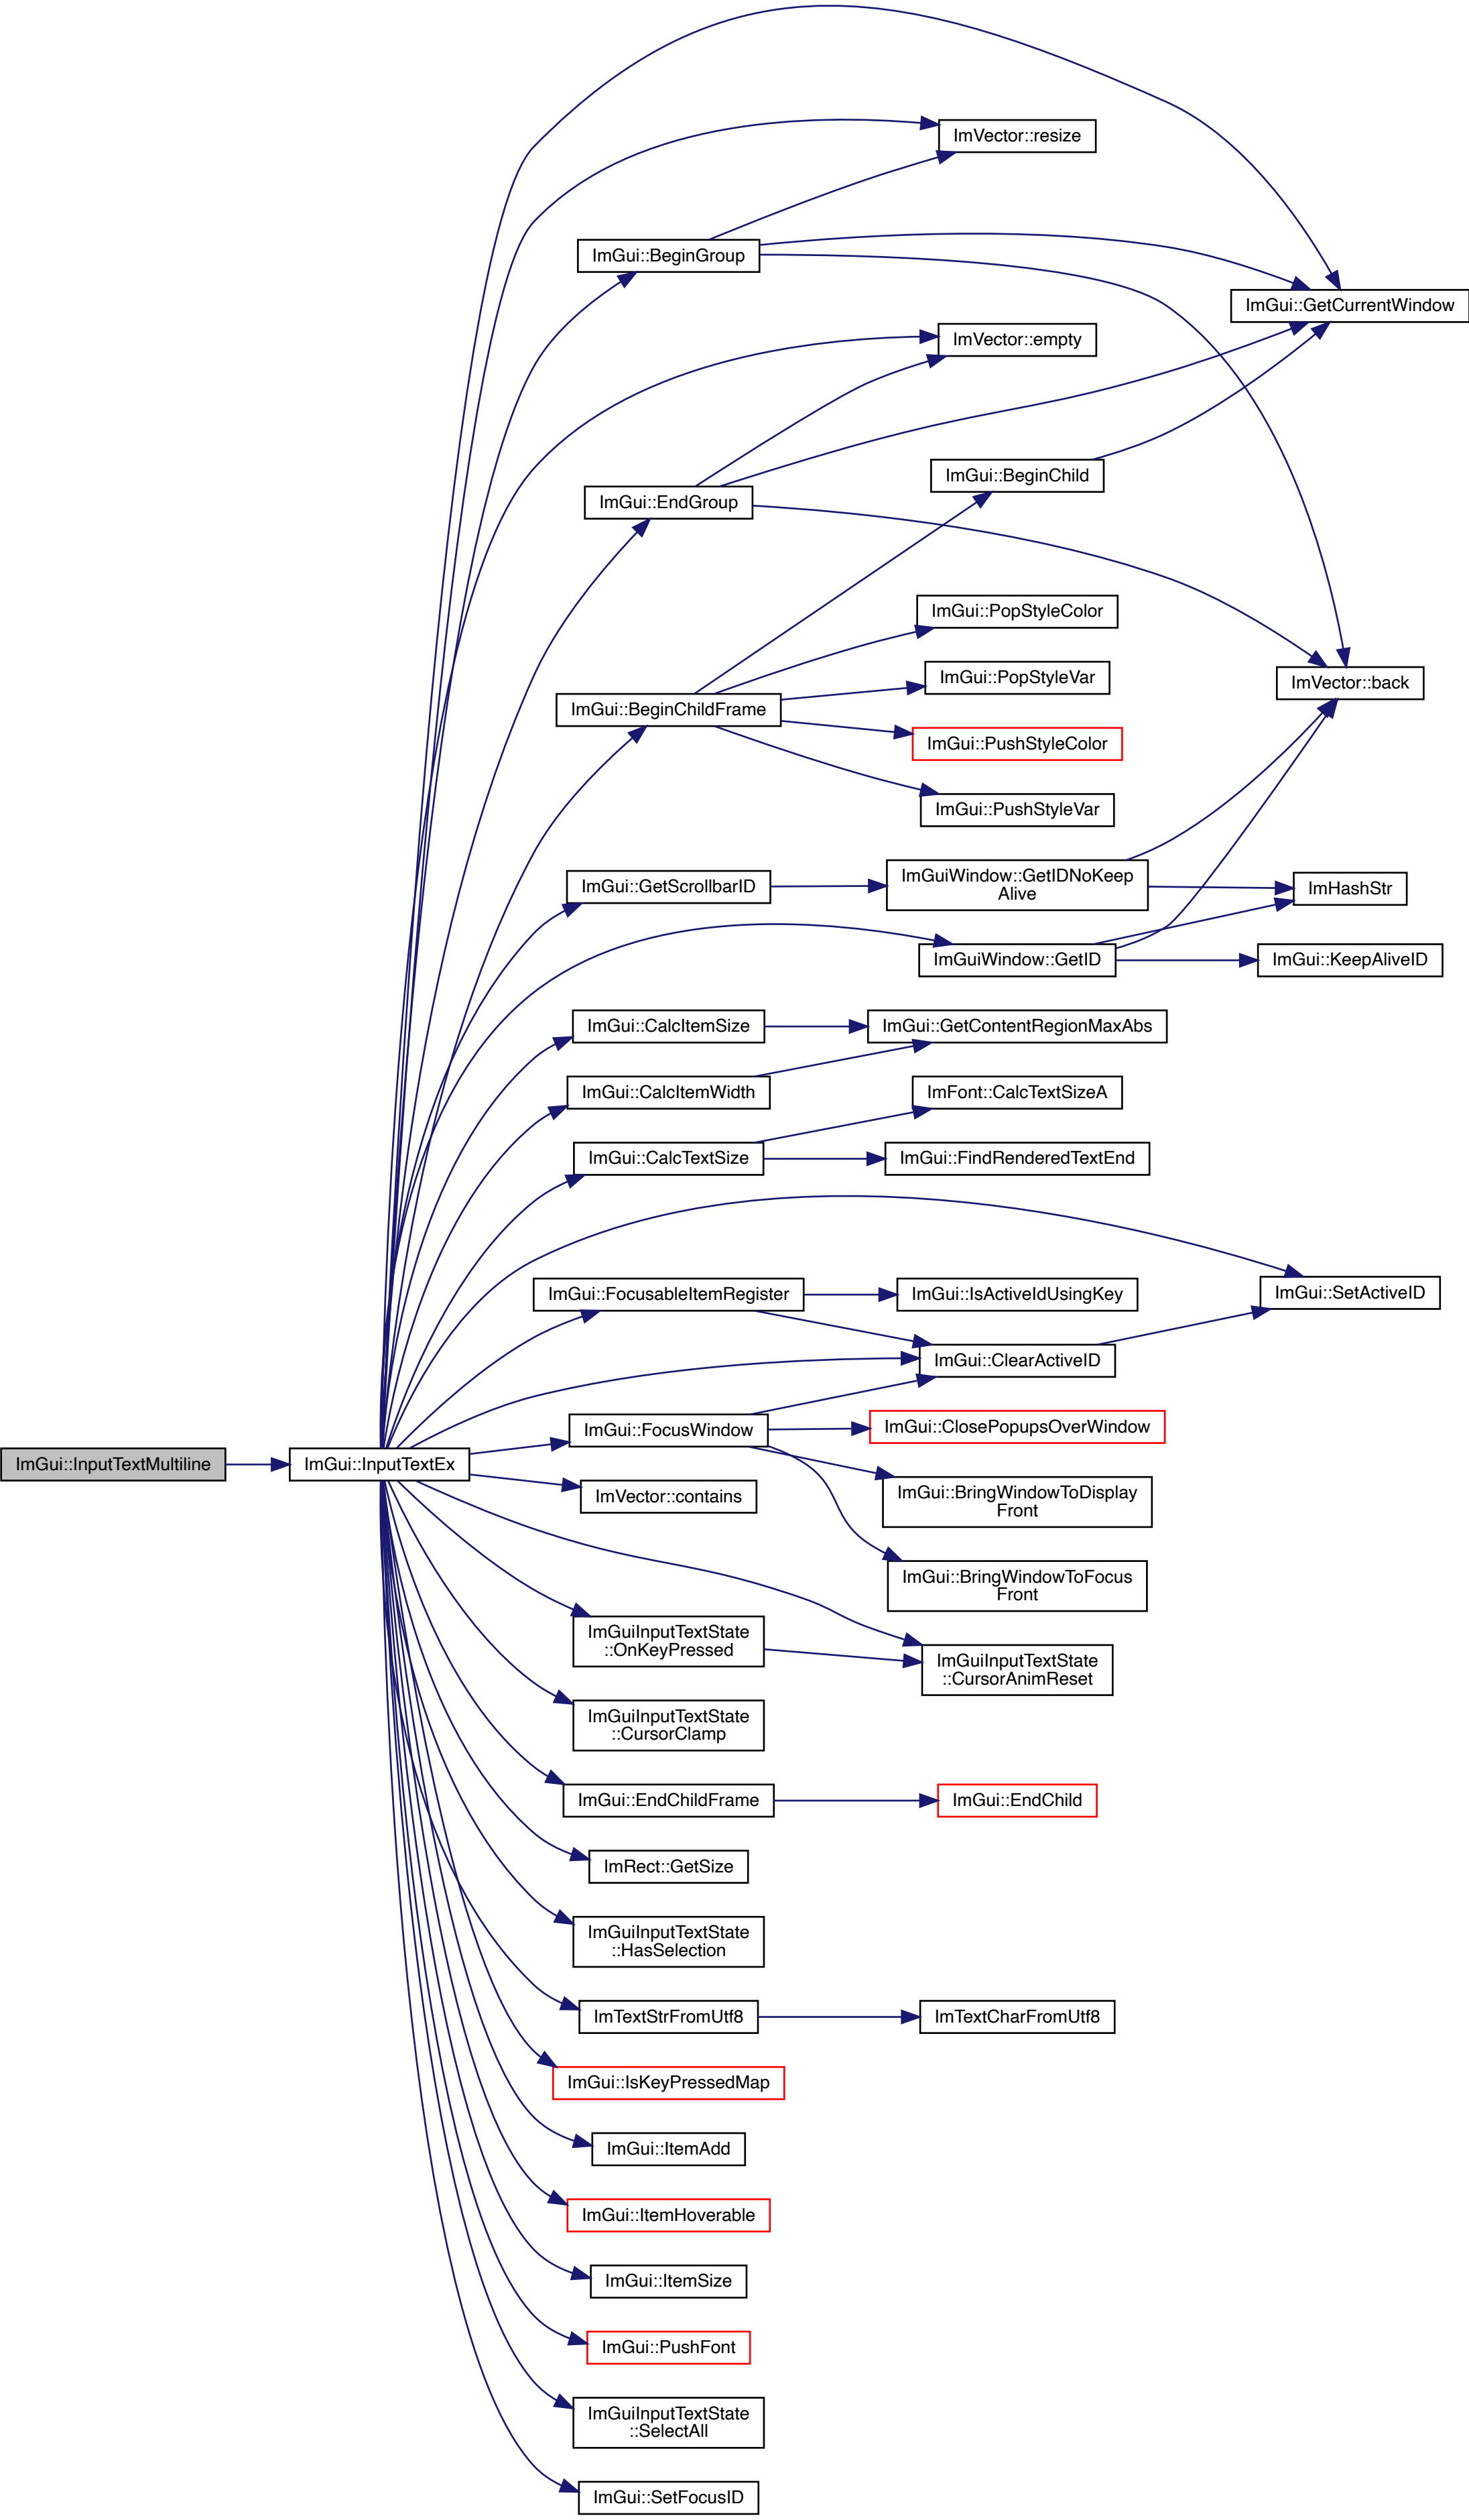 ImVector::resize
ImGui::BeginGroup
ImGui::GetCurrentWindow
ImVector::empty
ImGui::BeginChild
ImGui::EndGroup
ImGui::PopStyleColor
ImGui::PopStyleVar
ImVector::back
ImGui::BeginChildFrame
ImGui::PushStyleColor
ImGui::PushStyleVar
ImGui::GetScrollbarID
ImGuiWindow::GetIDNoKeep
Alive
ImHashStr
ImGuiWindow::GetID
ImGui::KeepAliveID
ImGui::CalcItemSize
ImGui::GetContentRegionMaxAbs
ImGui::CalcItemWidth
ImFont::CalcTextSizeA
ImGui::CalcTextSize
ImGui::FindRenderedTextEnd
ImGui::FocusableItemRegister
ImGui::IsActiveIdUsingKey
ImGui::SetActiveID
ImGui::ClearActiveID
ImGui::FocusWindow
ImGui::ClosePopupsOverWindow
ImGui::InputTextMultiline
ImGui::InputTextEx
ImVector::contains
ImGui::BringWindowToDisplay
Front
ImGui::BringWindowToFocus
Front
ImGuiInputTextState
::OnKeyPressed
ImGuiInputTextState
::CursorAnimReset
ImGuiInputTextState
::CursorClamp
ImGui::EndChildFrame
ImGui::EndChild
ImRect::GetSize
ImGuiInputTextState
::HasSelection
ImTextStrFromUtf8
ImTextCharFromUtf8
ImGui::IsKeyPressedMap
ImGui::ItemAdd
ImGui::ItemHoverable
ImGui::ItemSize
ImGui::PushFont
ImGuiInputTextState
::SelectAll
ImGui::SetFocusID